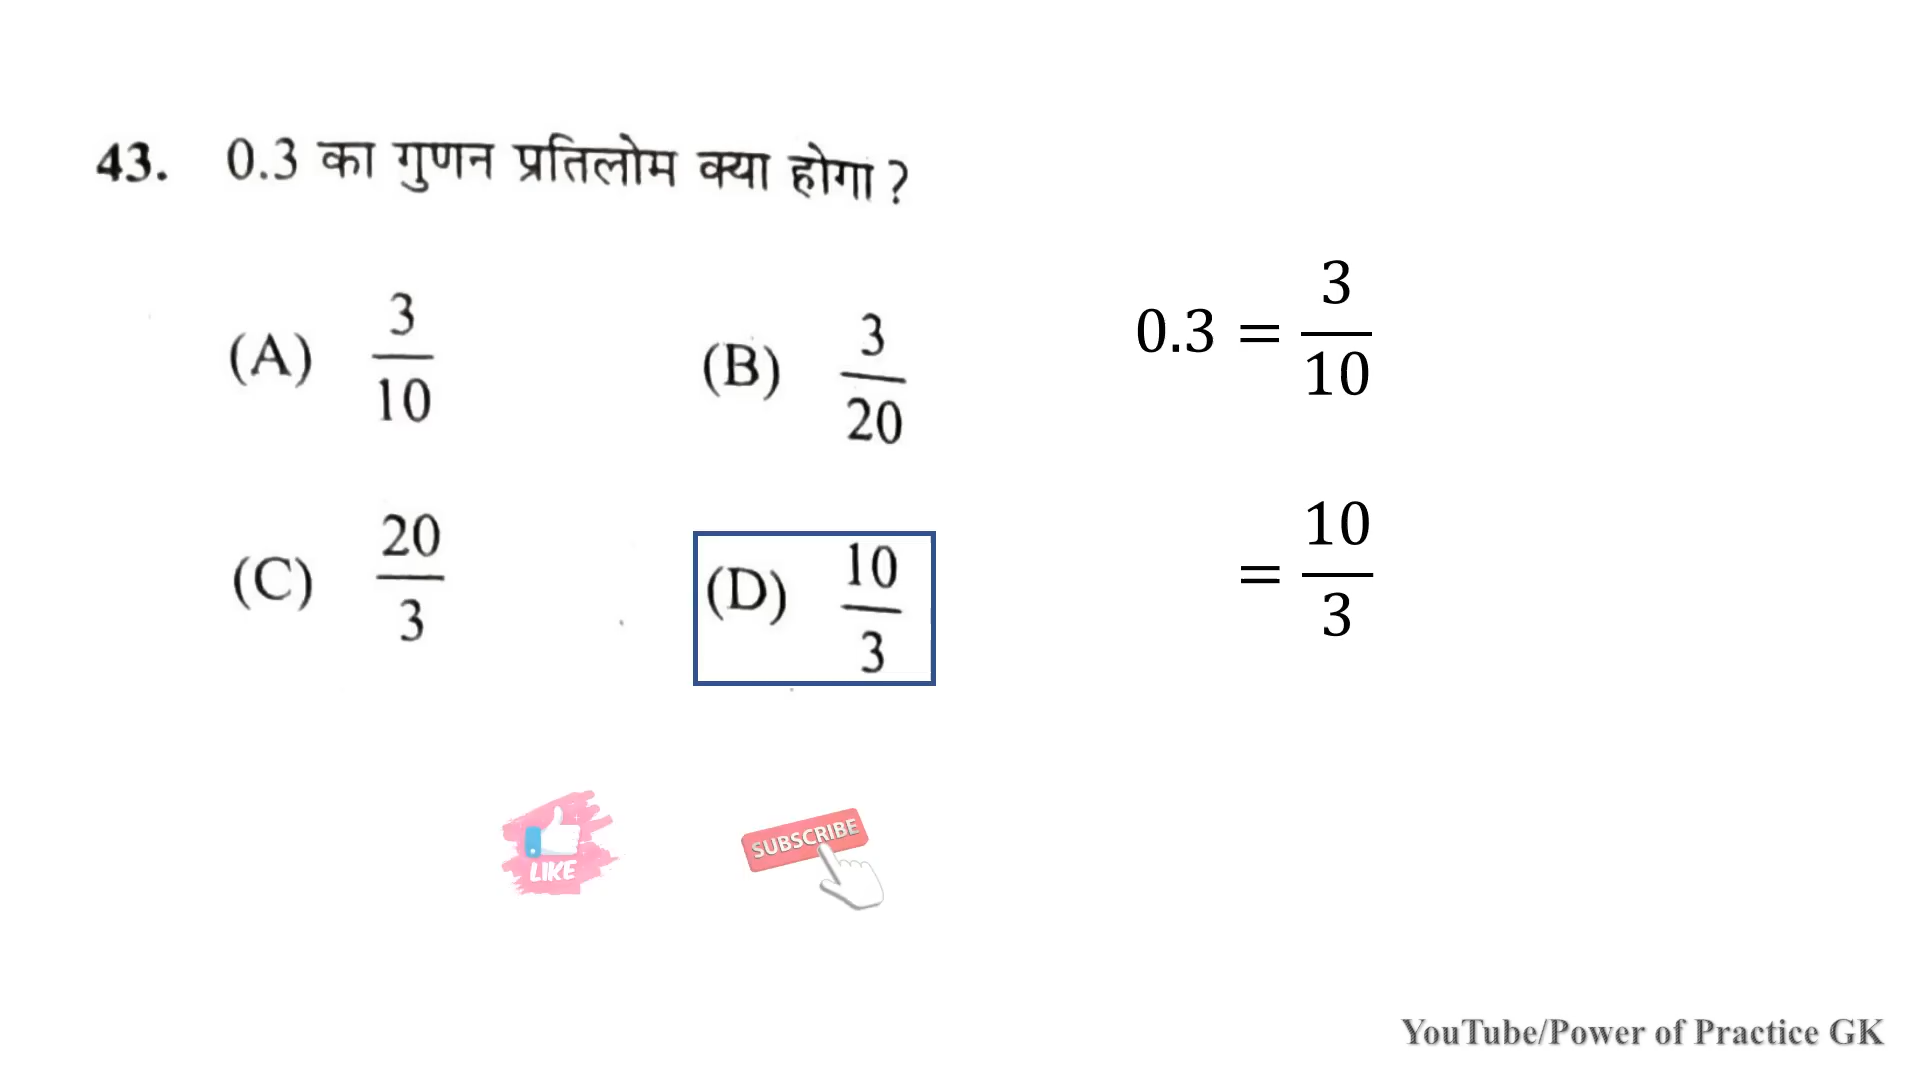 43. 0.3 का गुणन प्रतिलोम क्या होगा ?
(A) 3/10 (B) 3/20
0.3 = 3/10
(C) 20/3 (D) 10/3
= 10/3
LIKE
SUBSCRIBE
YouTube/Power of Practice GK